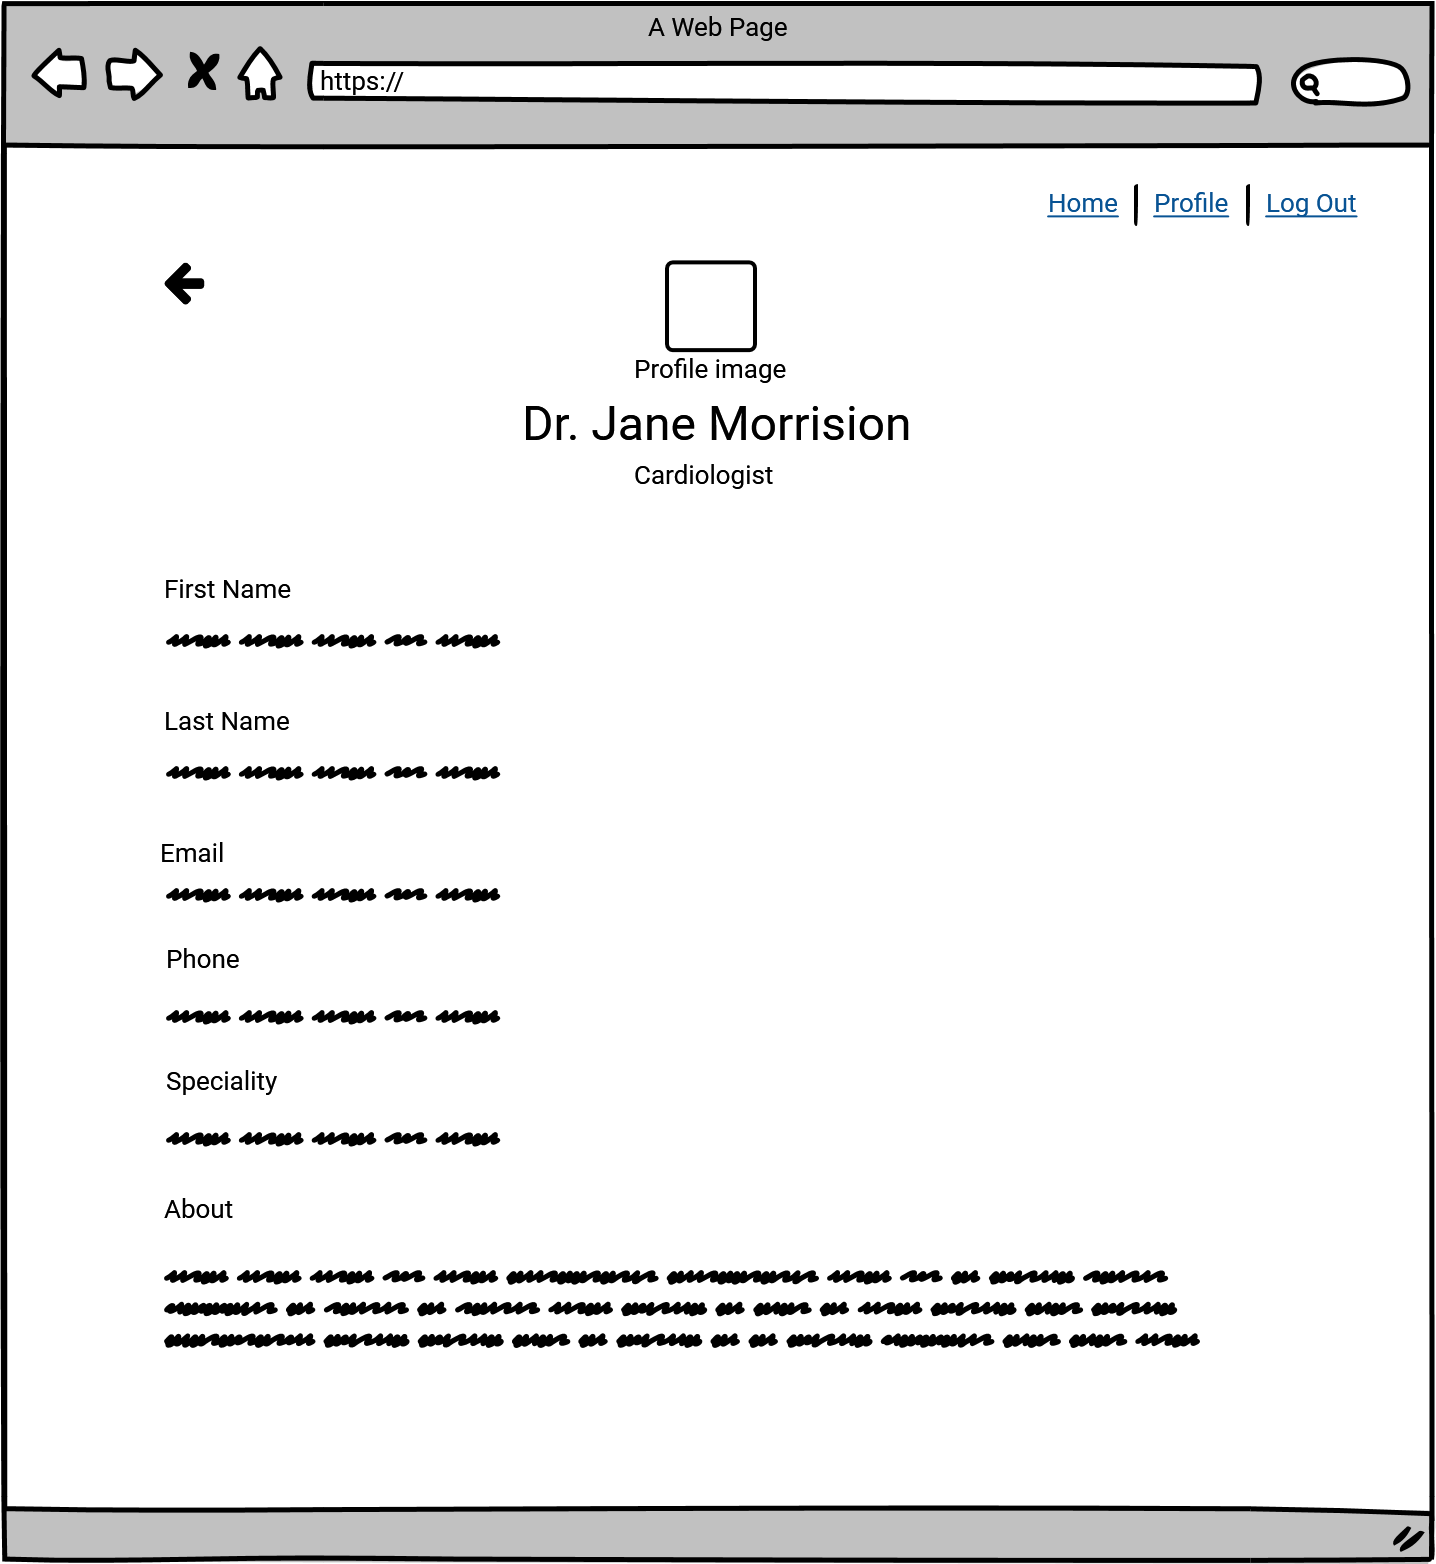 A Web Page
https://
Home Profile Log Out
Profile image
Dr. Jane Morrision
Cardiologist
First Name
Last Name
Email
Phone
Speciality
About